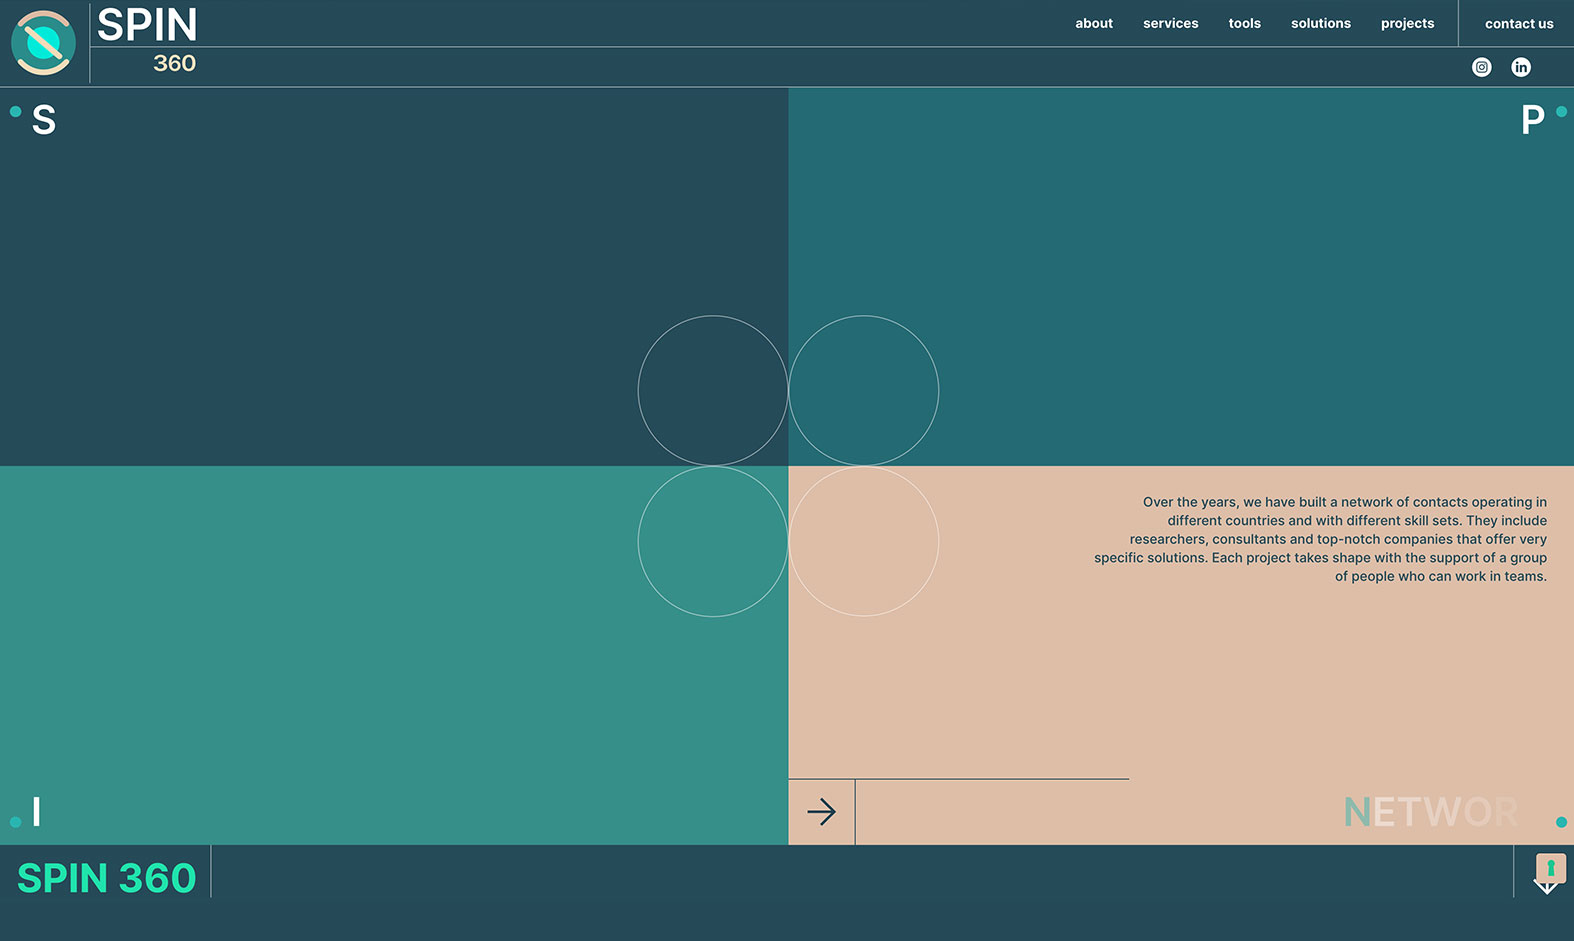 SPIN
360
about services tools solutions projects contact us
S
P
Over the years, we have built a network of contacts operating in
different countries and with different skill sets. They include
researchers, consultants and top-notch companies that offer very
specific solutions. Each project takes shape with the support of a group
of people who can work in teams.
I
NETWOR
SPIN 360